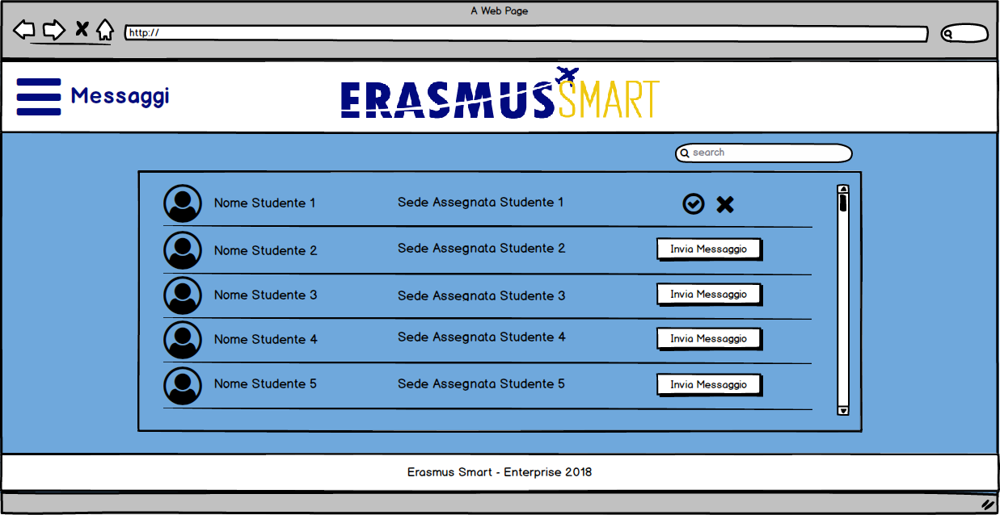 A Web Page
http://
Messaggi
ERASMUS SMART
search
Nome Studente 1
Sede Assegnata Studente 1
Nome Studente 2
Sede Assegnata Studente 2
Invia Messaggio
Nome Studente 3
Sede Assegnata Studente 3
Invia Messaggio
Nome Studente 4
Sede Assegnata Studente 4
Invia Messaggio
Nome Studente 5
Sede Assegnata Studente 5
Invia Messaggio
Erasmus Smart - Enterprise 2018